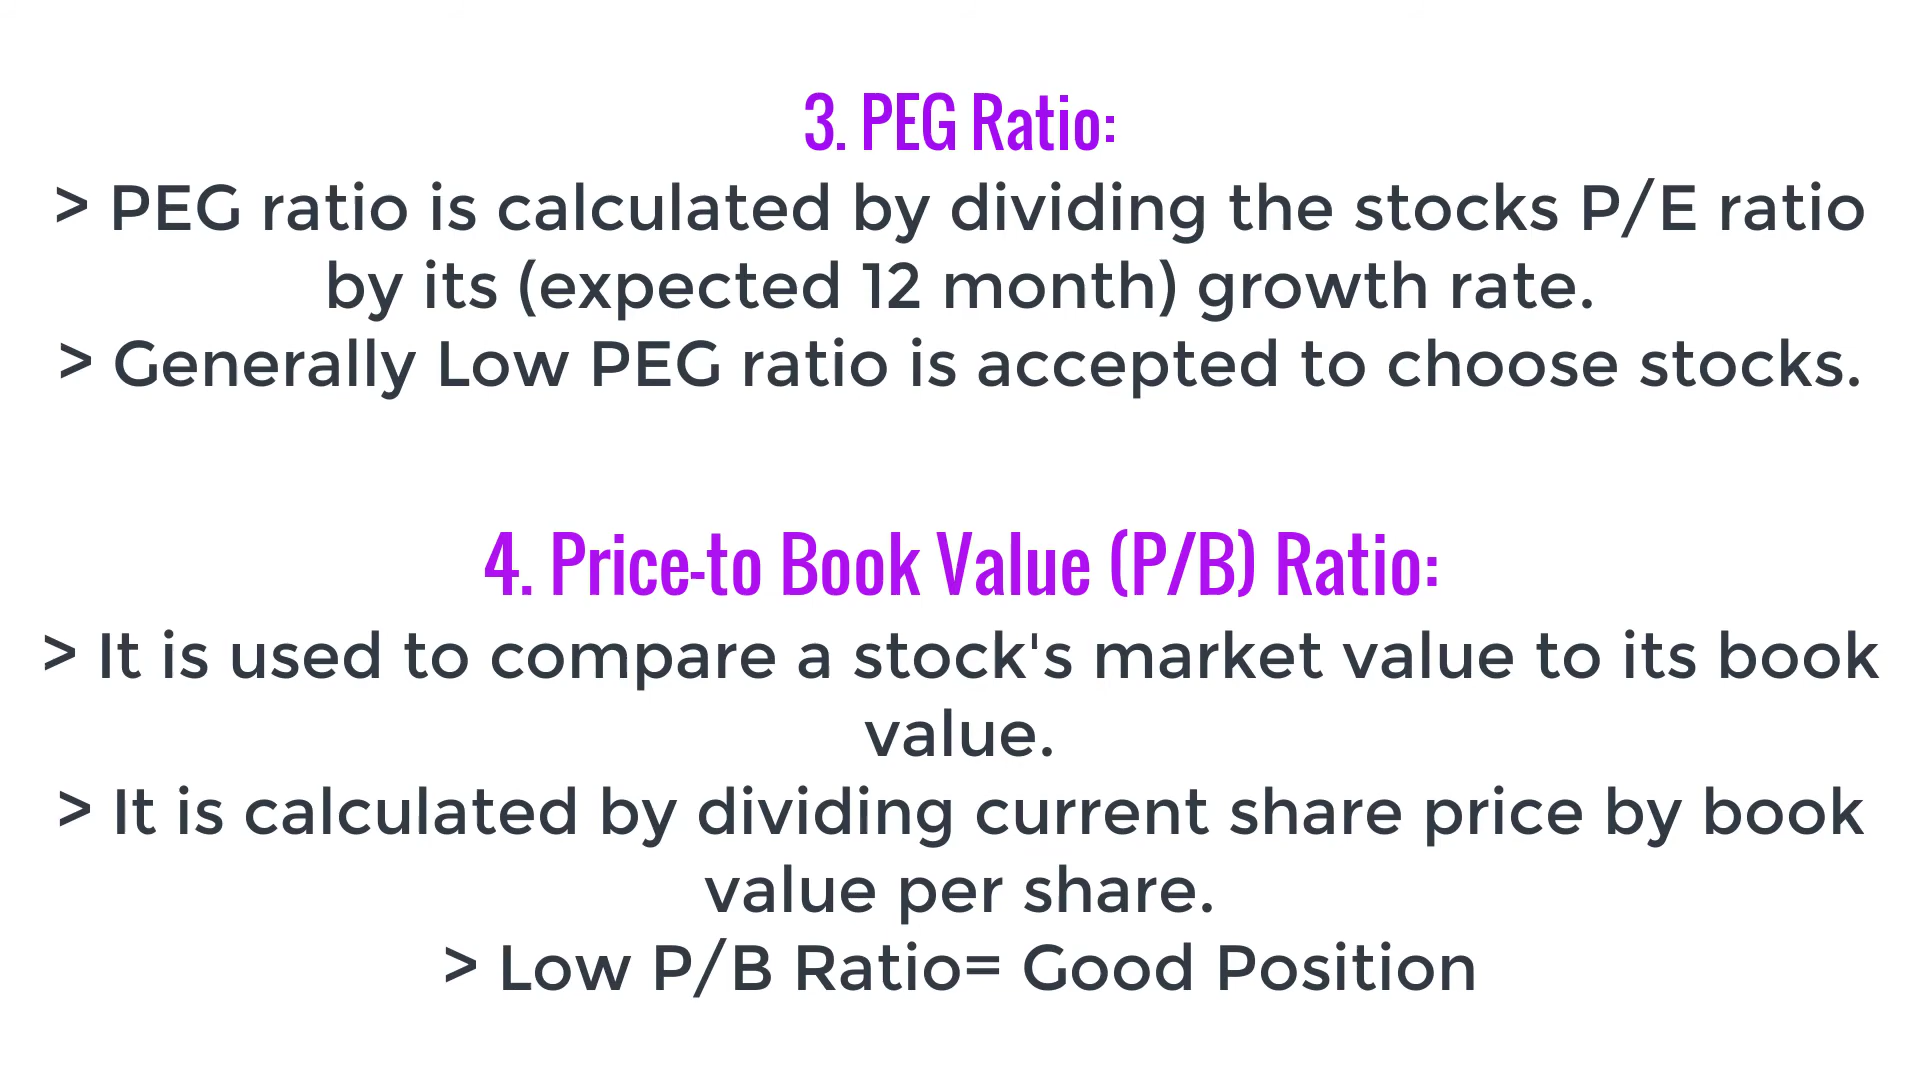 3. PEG Ratio:
> PEG ratio is calculated by dividing the stocks P/E ratio
by its (expected 12 month) growth rate.
> Generally Low PEG ratio is accepted to choose stocks.
4. Price-to Book Value (P/B) Ratio:
> It is used to compare a stock's market value to its book
value.
> It is calculated by dividing current share price by book
value per share.
> Low P/B Ratio= Good Position